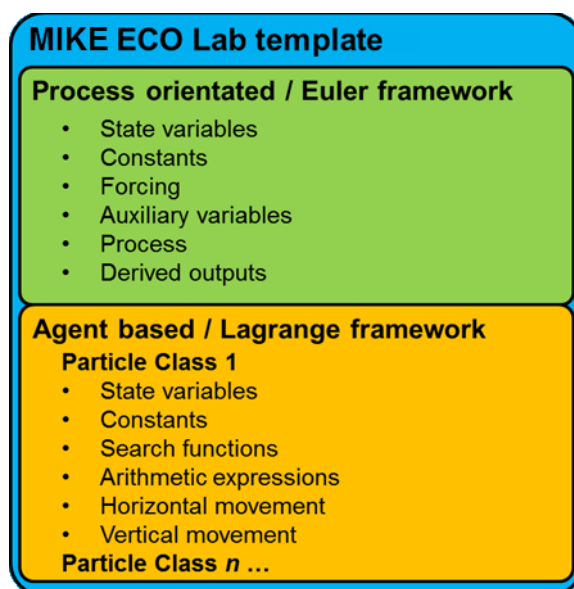 MIKE ECO Lab template
Process orientated / Euler framework
• State variables
• Constants
• Forcing
• Auxiliary variables
• Process
• Derived outputs
Agent based / Lagrange framework
Particle Class 1
• State variables
• Constants
• Search functions
• Arithmetic expressions
• Horizontal movement
• Vertical movement
Particle Class n ...